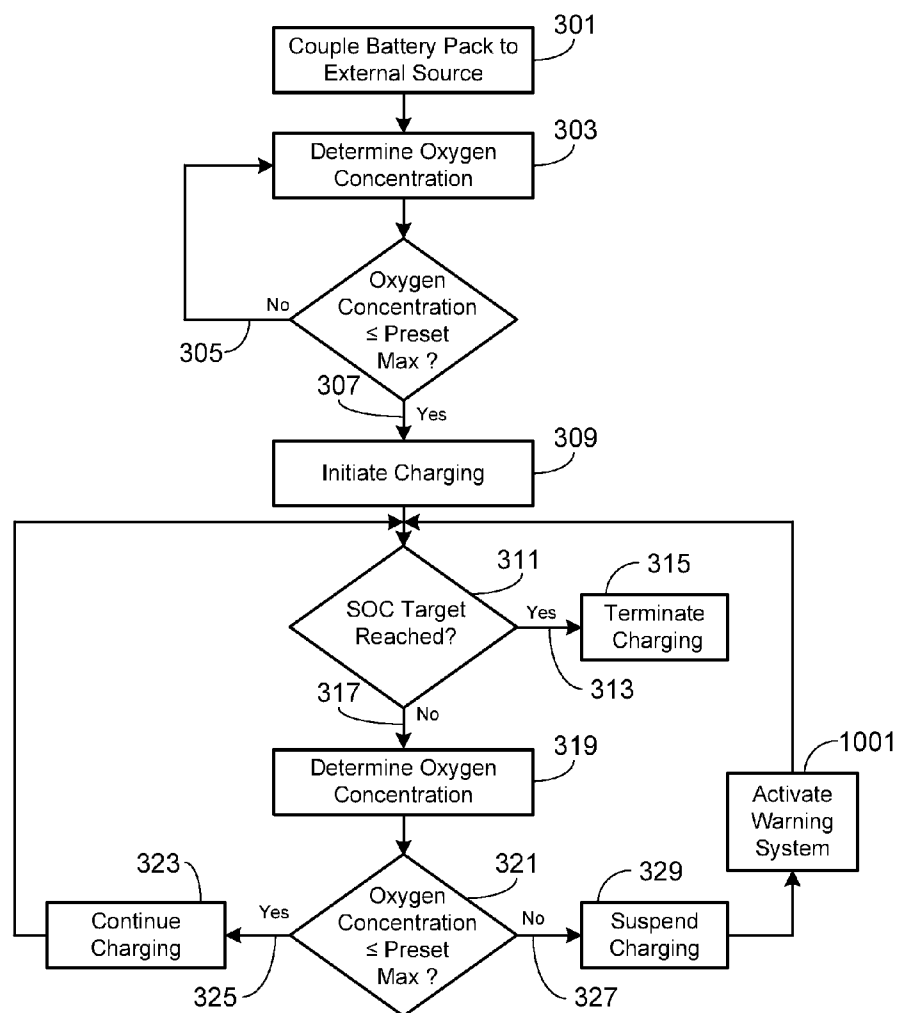 301
Couple Battery Pack to
External Source
303
Determine Oxygen
Concentration
Oxygen
Concentration
≤ Preset
Max ?
No
305
307
Yes
309
Initiate Charging
311
SOC Target
Reached?
Yes
313
315
Terminate
Charging
317
No
319
Determine Oxygen
Concentration
1001
Activate
Warning
System
321
Oxygen
Concentration
≤ Preset
Max ?
323
Continue
Charging
Yes
325
No
327
329
Suspend
Charging